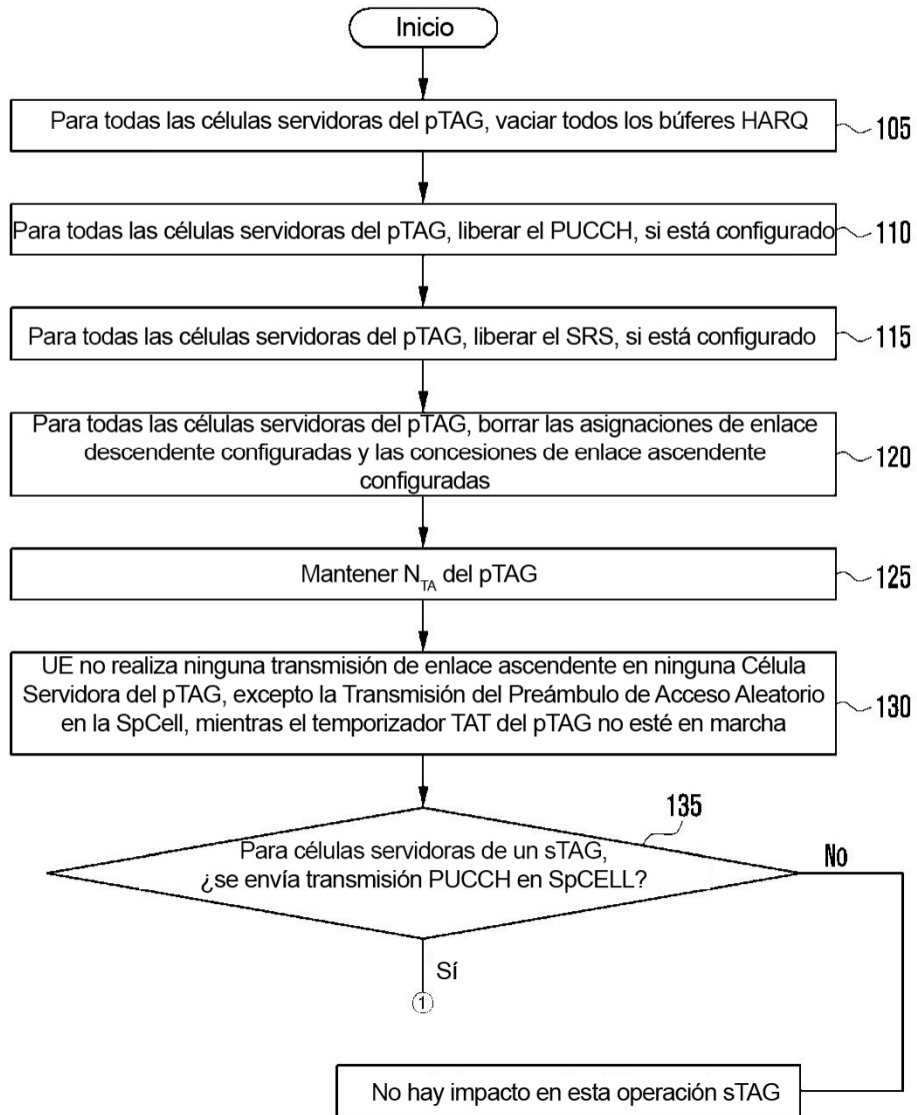 Inicio
Para todas las células servidoras del pTAG, vaciar todos los búferes HARQ
105
Para todas las células servidoras del pTAG, liberar el PUCCH, si está configurado
110
Para todas las células servidoras del pTAG, liberar el SRS, si está configurado
115
Para todas las células servidoras del pTAG, borrar las asignaciones de enlace
descendente configuradas y las concesiones de enlace ascendente
configuradas
120
Mantener NTA del pTAG
125
UE no realiza ninguna transmisión de enlace ascendente en ninguna Célula
Servidora del pTAG, excepto la Transmisión del Preámbulo de Acceso Aleatorio
en la SpCell, mientras el temporizador TAT del pTAG no esté en marcha
130
135
Para células servidoras de un sTAG,
¿se envía transmisión PUCCH en SpCELL?
No
Sí
1
No hay impacto en esta operación sTAG